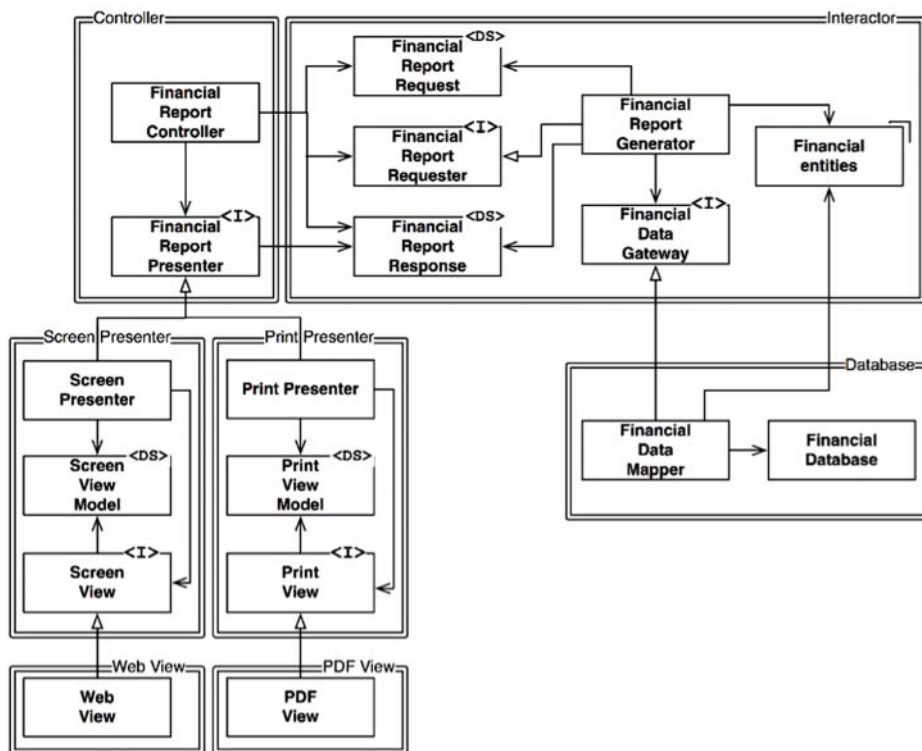 Controller
Interactor
<DS>
Financial
Report
Request
Financial
Report
Controller
<I>
Financial
Report
Requester
Financial
Report
Generator
Financial
entities
<I>
Financial
Report
Presenter
<DS>
Financial
Report
Response
<I>
Financial
Data
Gateway
Screen Presenter
Print Presenter
Database
Screen
Presenter
Print Presenter
Financial
Data
Mapper
Financial
Database
<DS>
Screen
View
Model
<DS>
Print
View
Model
<I>
Screen
View
<I>
Print
View
Web View
PDF View
Web
View
PDF
View